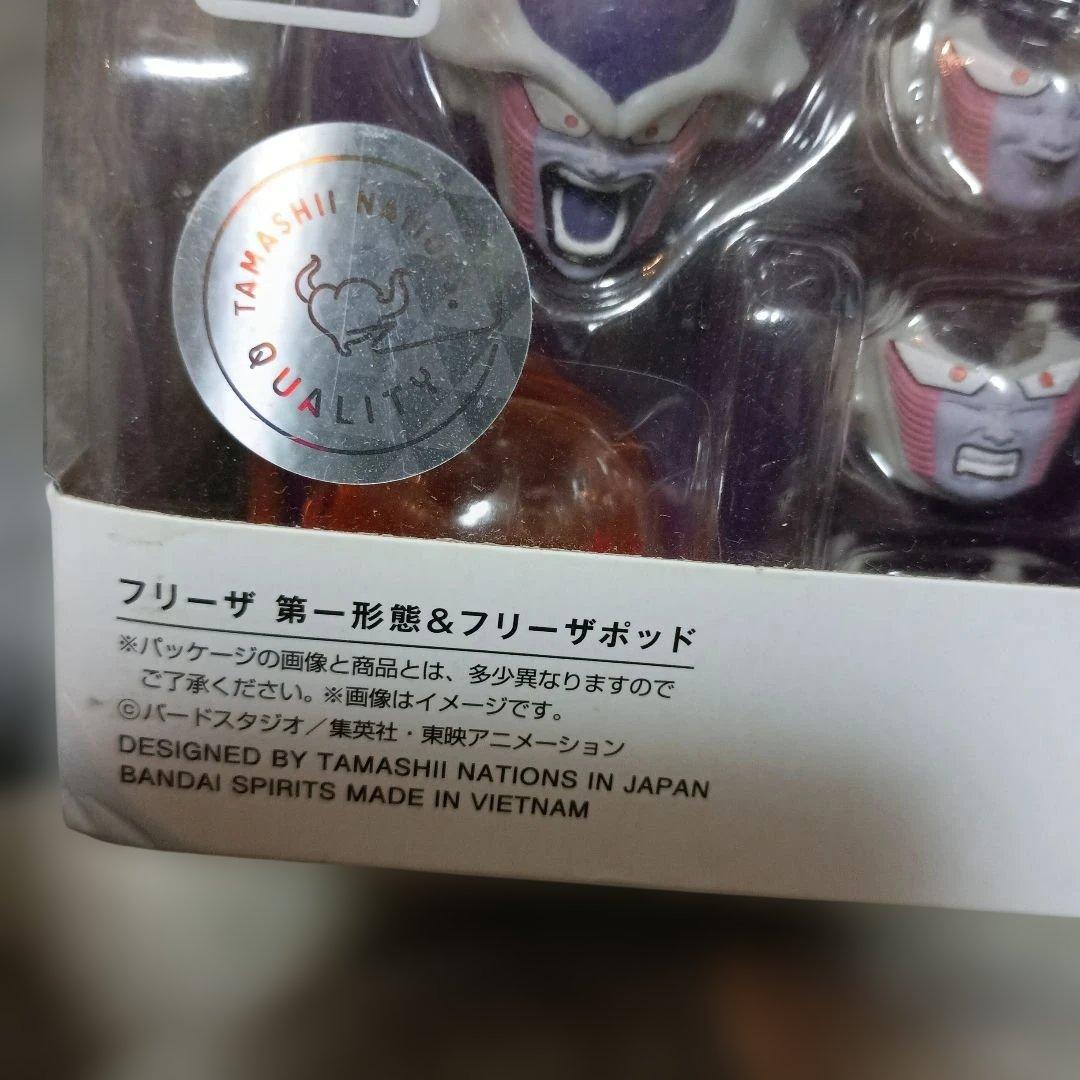 TAMASHII NATIONS
QUALITY
フリーザ 第一形態&フリーザポッド
※パッケージの画像と商品とは、多少異なりますので
ご了承ください。※画像はイメージです。
©バードスタジオ／集英社・東映アニメーション
DESIGNED BY TAMASHII NATIONS IN JAPAN
BANDAI SPIRITS MADE IN VIETNAM